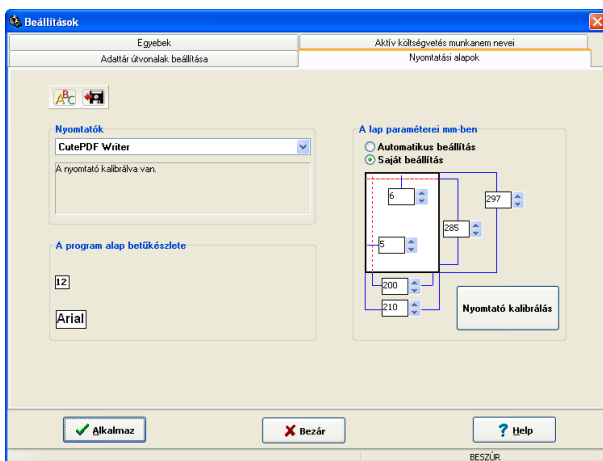 Beállítások
Egyebek
Aktív költségvetés munkanem nevei
Adattár útvonalak beállítása
Nyomtatási alapok
ABC
Nyomtatók
CutePDF Writer
A nyomtató kalibrálva van.
A program alap betűkészlete
12
Arial
A lap paraméterei mm-ben
Automatikus beállítás
Saját beállítás
6
297
285
5
200
210
Nyomtató kalibrálás
Alkalmaz
Bezár
? Help
BESZÚR